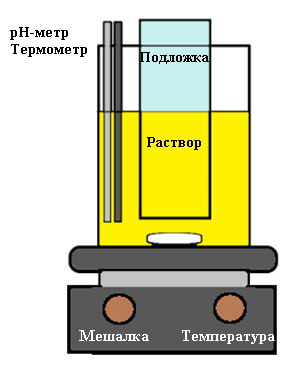 pH-метр
Термометр
Подложка
Раствор
Мешалка
Температура